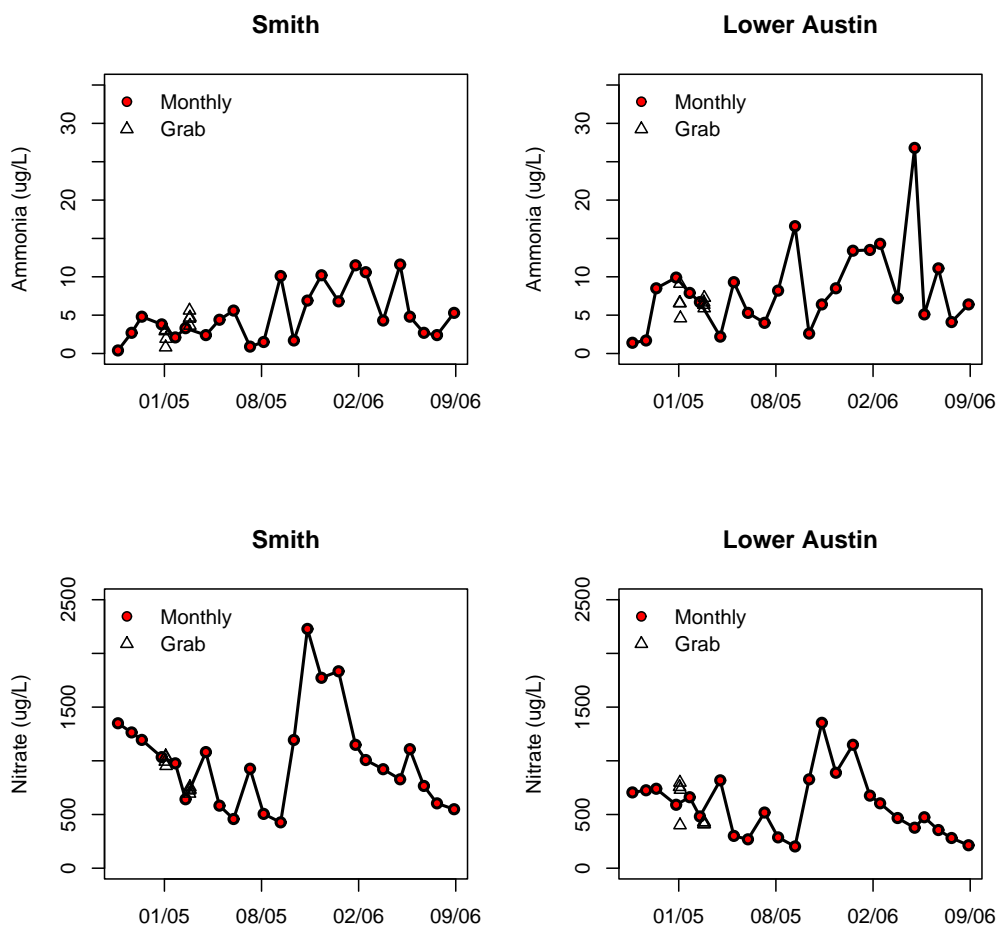 Smith
Ammonia (ug/L)
30
20
10
5
0
Monthly
Grab
01/05 08/05 02/06 09/06
Lower Austin
Ammonia (ug/L)
30
20
10
5
0
Monthly
Grab
01/05 08/05 02/06 09/06
Smith
Nitrate (ug/L)
2500
1500
500
0
Monthly
Grab
01/05 08/05 02/06 09/06
Lower Austin
Nitrate (ug/L)
2500
1500
500
0
Monthly
Grab
01/05 08/05 02/06 09/06